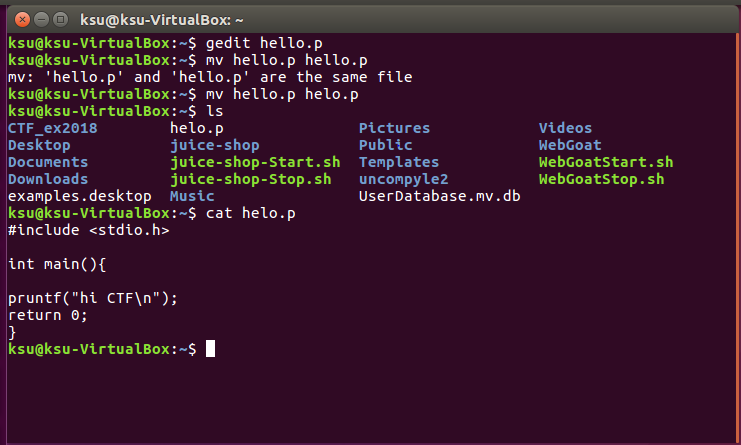 ksu@ksu-VirtualBox: ~
ksu@ksu-VirtualBox:~$ gedit hello.p
ksu@ksu-VirtualBox:~$ mv hello.p hello.p
mv: 'hello.p' and 'hello.p' are the same file
ksu@ksu-VirtualBox:~$ mv hello.p helo.p
ksu@ksu-VirtualBox:~$ ls
CTF_ex2018 helo.p Pictures Videos
Desktop juice-shop Public WebGoat
Documents juice-shop-Start.sh Templates WebGoatStart.sh
Downloads juice-shop-Stop.sh uncompyle2 WebGoatStop.sh
examples.desktop Music UserDatabase.mv.db
ksu@ksu-VirtualBox:~$ cat helo.p
#include <stdio.h>
int main(){
pruntf("hi CTF\n");
return 0;
}
ksu@ksu-VirtualBox:~$